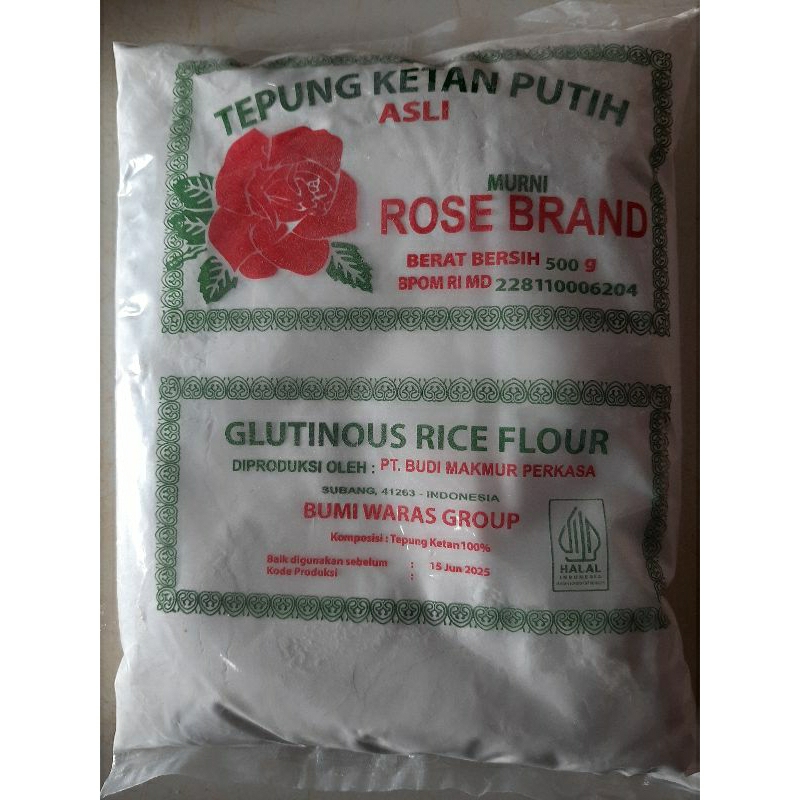 TEPUNG KETAN PUTIH
ASLI
MURNI
ROSE BRAND
BERAT BERSIH 500 g
BPOM RI MD 228110006204
GLUTINOUS RICE FLOUR
DIPRODUKSI OLEH : PT. BUDI MAKMUR PERKASA
SUBANG, 41263 - INDONESIA
BUMI WARAS GROUP
Komposisi : Tepung Ketan 100%
Baik digunakan sebelum : 15 Jun 2025
Kode Produksi :
HALAL
INDONESIA